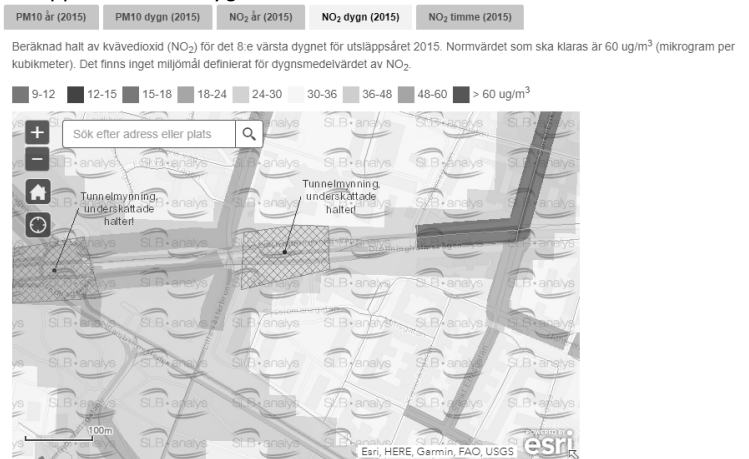 PM10 år (2015) PM10 dygn (2015) NO2 år (2015) NO2 dygn (2015) NO2 timme (2015)
Beräknad halt av kvävedioxid (NO2) för det 8:e värsta dygnet för utsläppsåret 2015. Normvärdet som ska klaras är 60 ug/m3 (mikrogram per
kubikmeter). Det finns inget miljömål definierat för dygnsmedelvärdet av NO2.
9-12 12-15 15-18 18-24 24-30 30-36 36-48 48-60 > 60 ug/m3
+
Sök efter adress eller plats
−
Tunnelmynning,
underskattade
halter!
Tunnelmynning,
underskattade
halter!
SLB•analys
100m
Esri, HERE, Garmin, FAO, USGS
POWERED BY
esri